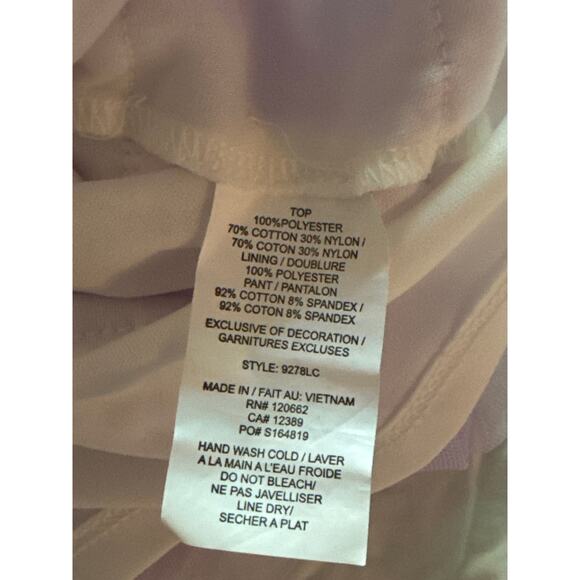 TOP
100%POLYESTER
70% COTTON 30% NYLON /
70% COTON 30% NYLON
LINING / DOUBLURE
100% POLYESTER
PANT / PANTALON
92% COTTON 8% SPANDEX /
92% COTON 8% SPANDEX
EXCLUSIVE OF DECORATION /
GARNITURES EXCLUSES
STYLE: 9278LC
MADE IN / FAIT AU: VIETNAM
RN# 120662
CA# 12389
PO# S164819
HAND WASH COLD / LAVER
A LA MAIN A L'EAU FROIDE
DO NOT BLEACH/
NE PAS JAVELLISER
LINE DRY/
SECHER A PLAT